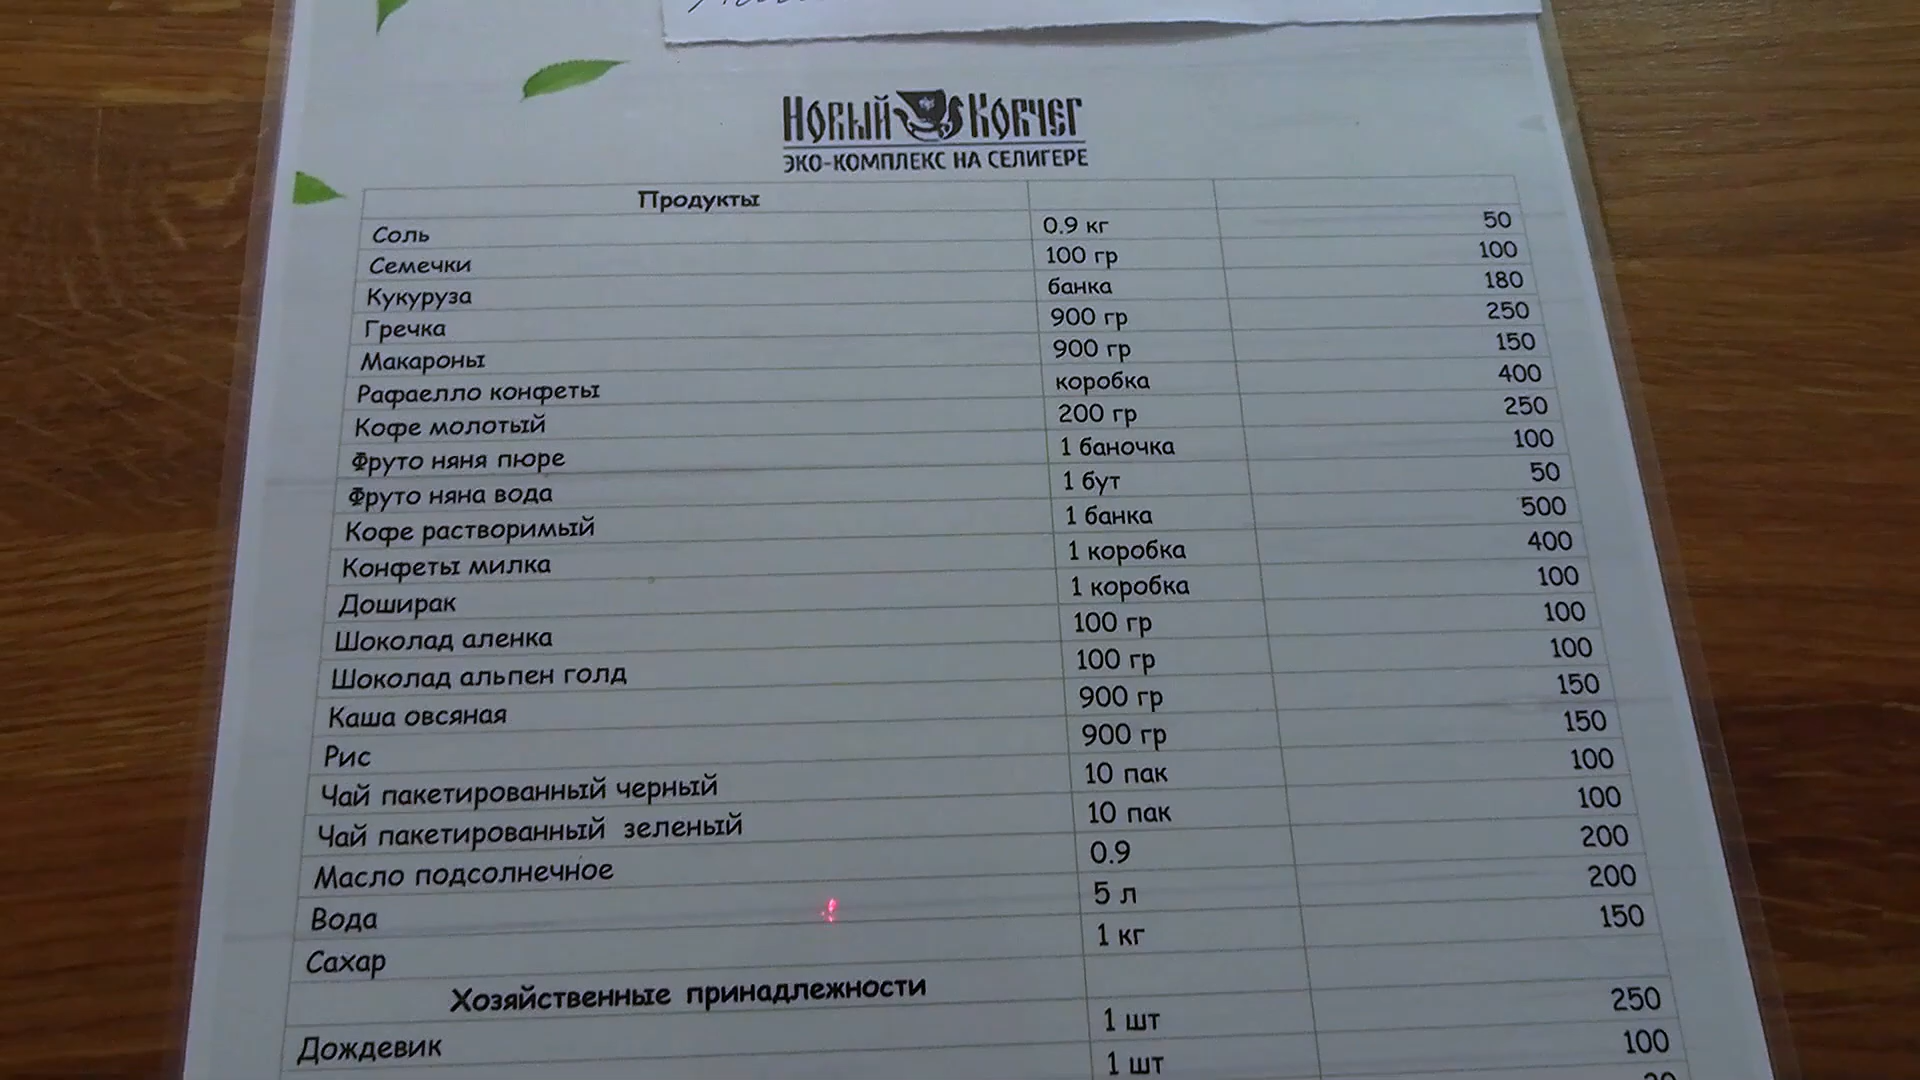 Новый Ковчег
ЭКО-КОМПЛЕКС НА СЕЛИГЕРЕ
Продукты
Соль 0.9 кг 50
Семечки 100 гр 100
Кукуруза банка 180
Гречка 900 гр 250
Макароны 900 гр 150
Рафаелло конфеты коробка 400
Кофе молотый 200 гр 250
Фруто няня пюре 1 баночка 100
Фруто няна вода 1 бут 50
Кофе растворимый 1 банка 500
Конфеты милка 1 коробка 400
Доширак 1 коробка 100
Шоколад аленка 100 гр 100
Шоколад альпен голд 100 гр 100
Каша овсяная 900 гр 150
Рис 900 гр 150
Чай пакетированный черный 10 пак 100
Чай пакетированный зеленый 10 пак 100
Масло подсолнечное 0.9 200
Вода 5 л 200
Сахар 1 кг 150
Хозяйственные принадлежности
Дождевик 1 шт 250
1 шт 100